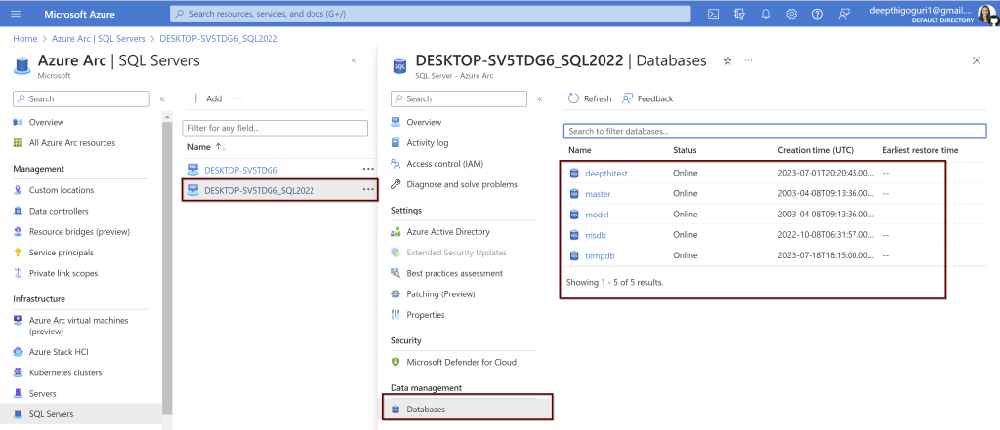 Microsoft Azure
Search resources, services, and docs (G+/)
deepthigoguri1@gmail....
DEFAULT DIRECTORY
Home > Azure Arc | SQL Servers > DESKTOP-SV5TDG6_SQL2022
Azure Arc | SQL Servers
Microsoft
Search
Overview
All Azure Arc resources
Management
Custom locations
Data controllers
Resource bridges (preview)
Service principals
Private link scopes
Infrastructure
Azure Arc virtual machines
(preview)
Azure Stack HCI
Kubernetes clusters
Servers
SQL Servers
Add
Filter for any field...
Name
DESKTOP-SV5TDG6
DESKTOP-SV5TDG6_SQL2022
DESKTOP-SV5TDG6_SQL2022 | Databases
SQL Server - Azure Arc
Search
Overview
Activity log
Access control (IAM)
Diagnose and solve problems
Settings
Azure Active Directory
Extended Security Updates
Best practices assessment
Patching (Preview)
Properties
Security
Microsoft Defender for Cloud
Data management
Databases
Refresh Feedback
Search to filter databases...
Name Status Creation time (UTC) Earliest restore time
deepthitest Online 2023-07-01T20:20:43.00... --
master Online 2003-04-08T09:13:36.00... --
model Online 2003-04-08T09:13:36.00... --
msdb Online 2022-10-08T06:31:57.00... --
tempdb Online 2023-07-18T18:15:00.00... --
Showing 1 - 5 of 5 results.